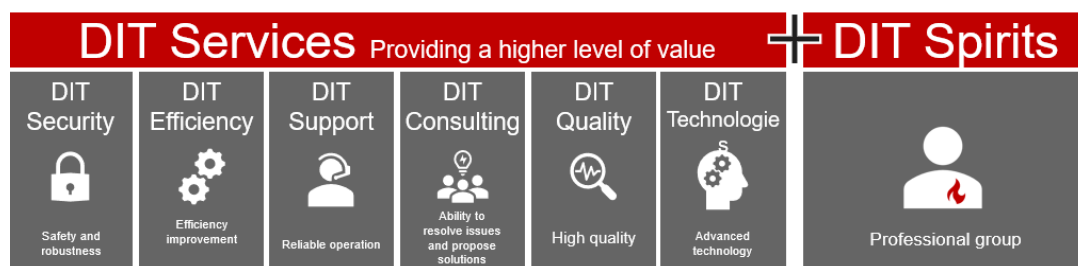 DIT Services Providing a higher level of value + DIT Spirits
DIT
Security
Safety and
robustness
DIT
Efficiency
Efficiency
improvement
DIT
Support
Reliable operation
DIT
Consulting
Ability to
resolve issues
and propose
solutions
DIT
Quality
High quality
DIT
Technologie
s
Advanced
technology
Professional group